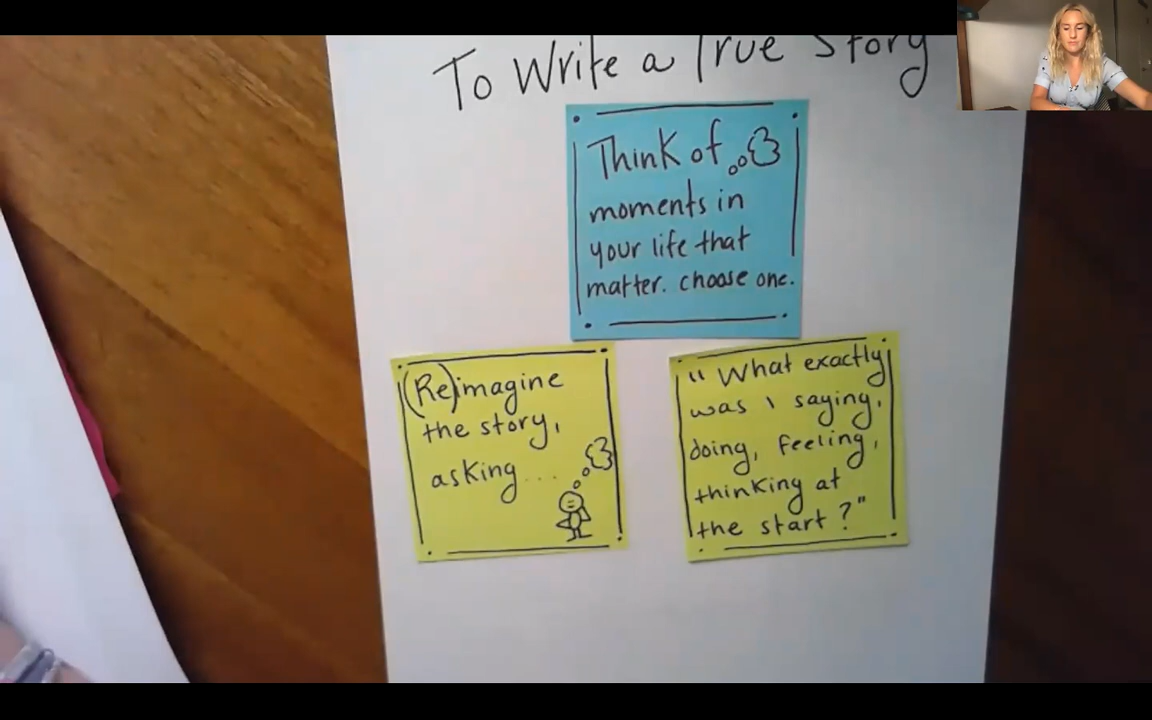 To Write a True Story
Think of
moments in
your life that
matter. choose one.
(Re)imagine
the story,
asking...
"What exactly
was I saying,
doing, feeling,
thinking at
the start?"